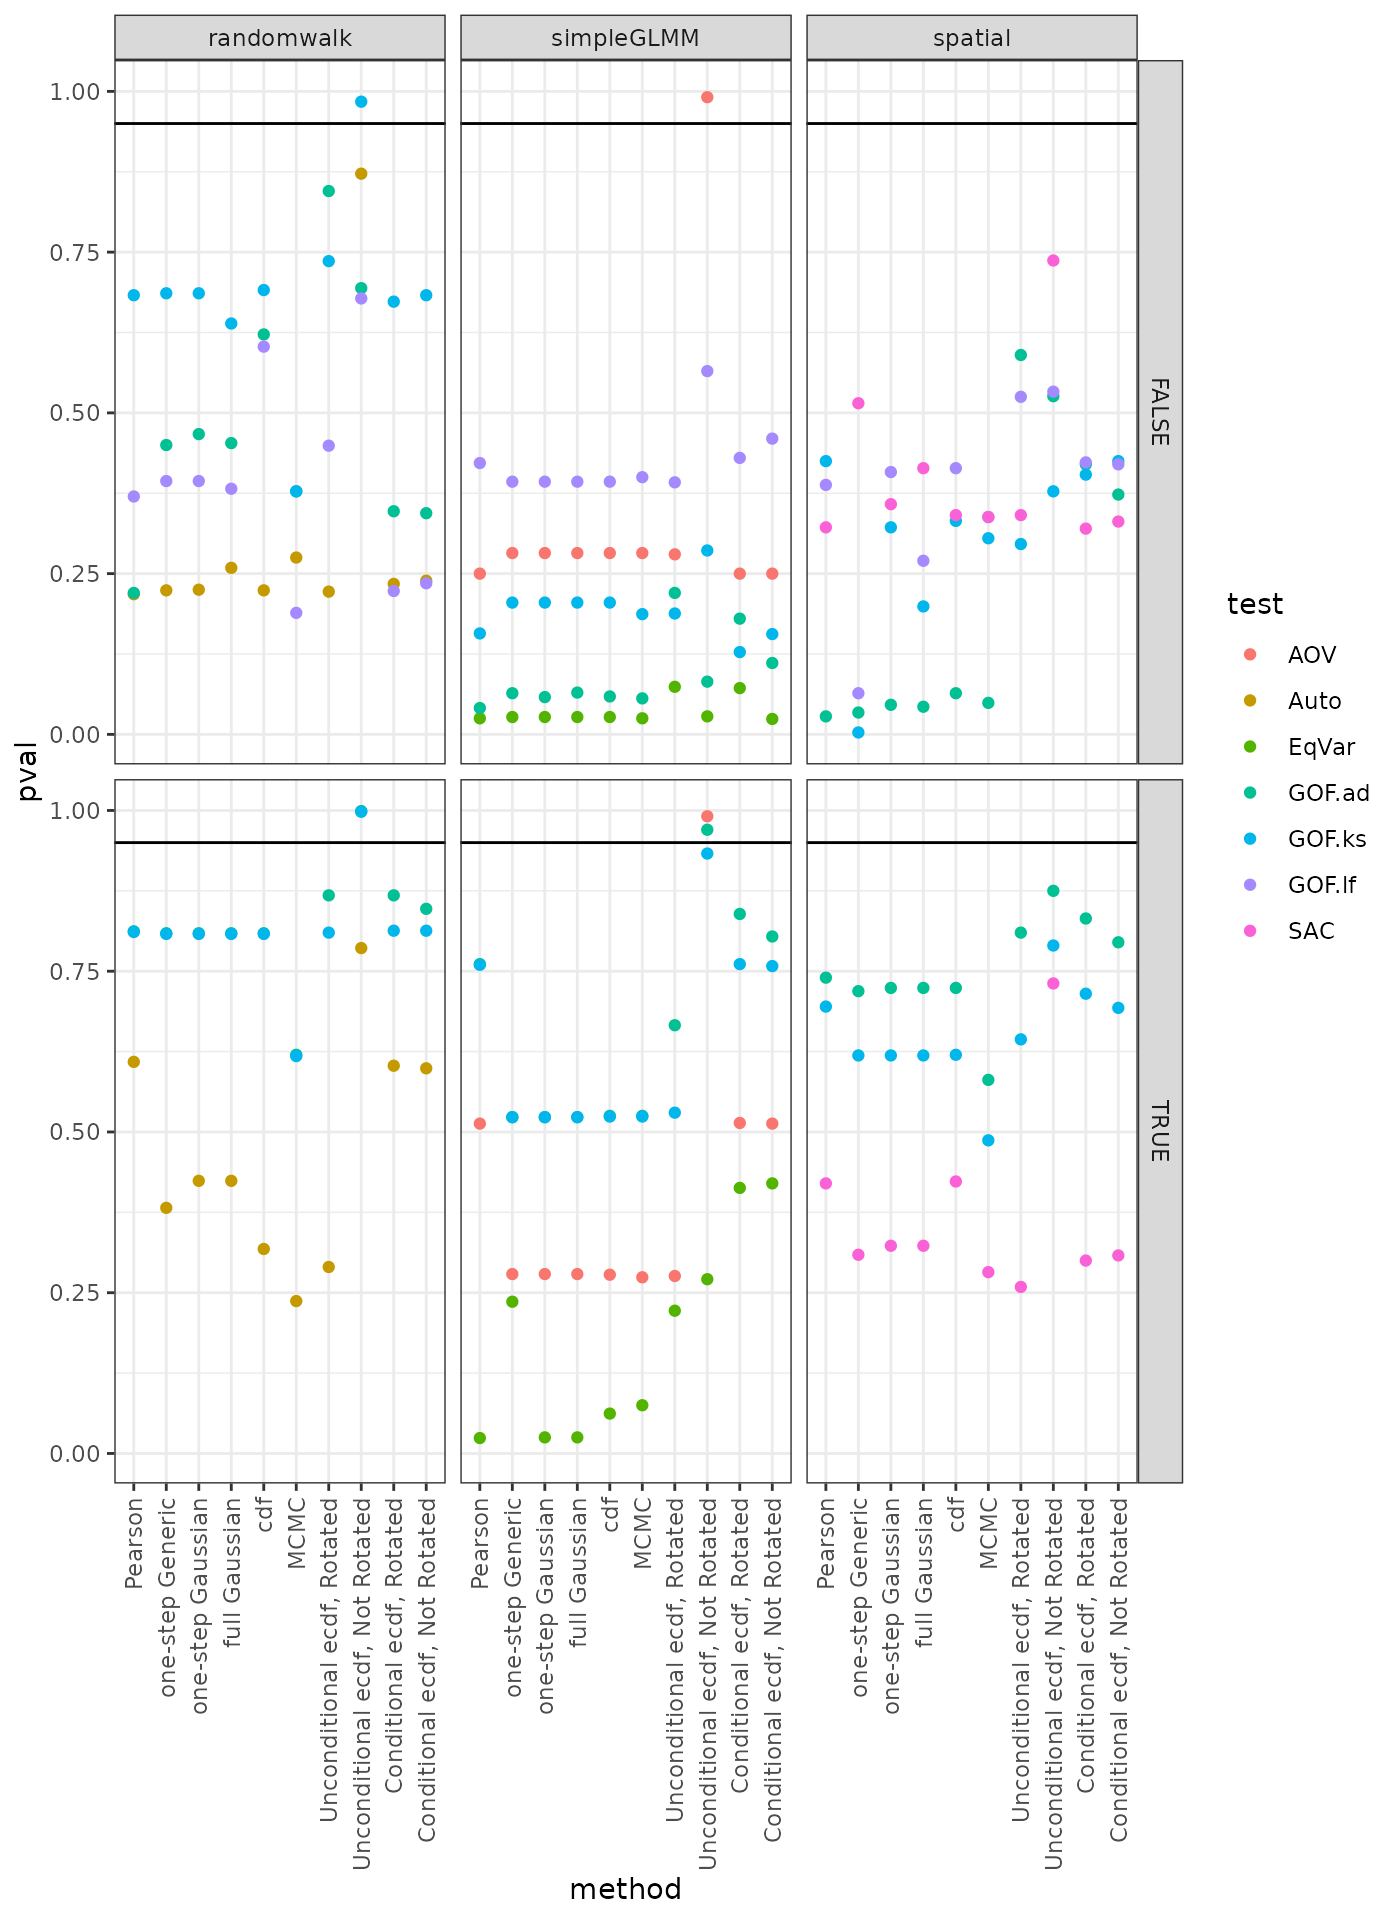 randomwalk
simpleGLMM
spatial
1.00
0.75
0.50
0.25
0.00
FALSE
1.00
0.75
0.50
0.25
0.00
TRUE
pval
Pearson
one-step Generic
one-step Gaussian
full Gaussian
cdf
MCMC
Unconditional ecdf, Rotated
Unconditional ecdf, Not Rotated
Conditional ecdf, Rotated
Conditional ecdf, Not Rotated
Pearson
one-step Generic
one-step Gaussian
full Gaussian
cdf
MCMC
Unconditional ecdf, Rotated
Unconditional ecdf, Not Rotated
Conditional ecdf, Rotated
Conditional ecdf, Not Rotated
Pearson
one-step Generic
one-step Gaussian
full Gaussian
cdf
MCMC
Unconditional ecdf, Rotated
Unconditional ecdf, Not Rotated
Conditional ecdf, Rotated
Conditional ecdf, Not Rotated
method
test
AOV
Auto
EqVar
GOF.ad
GOF.ks
GOF.lf
SAC